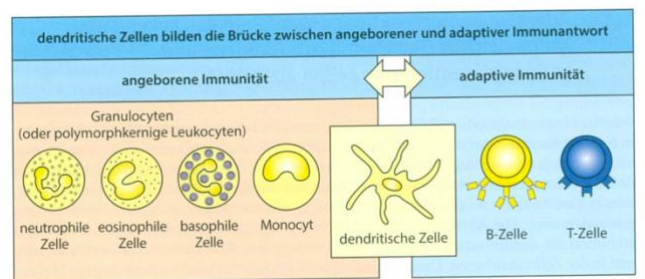 dendritische Zellen bilden die Brücke zwischen angeborener und adaptiver Immunantwort
angeborene Immunität
adaptive Immunität
Granulocyten
(oder polymorphkernige Leukocyten)
neutrophile
Zelle
eosinophile
Zelle
basophile
Zelle
Monocyt
dendritische Zelle
B-Zelle
T-Zelle